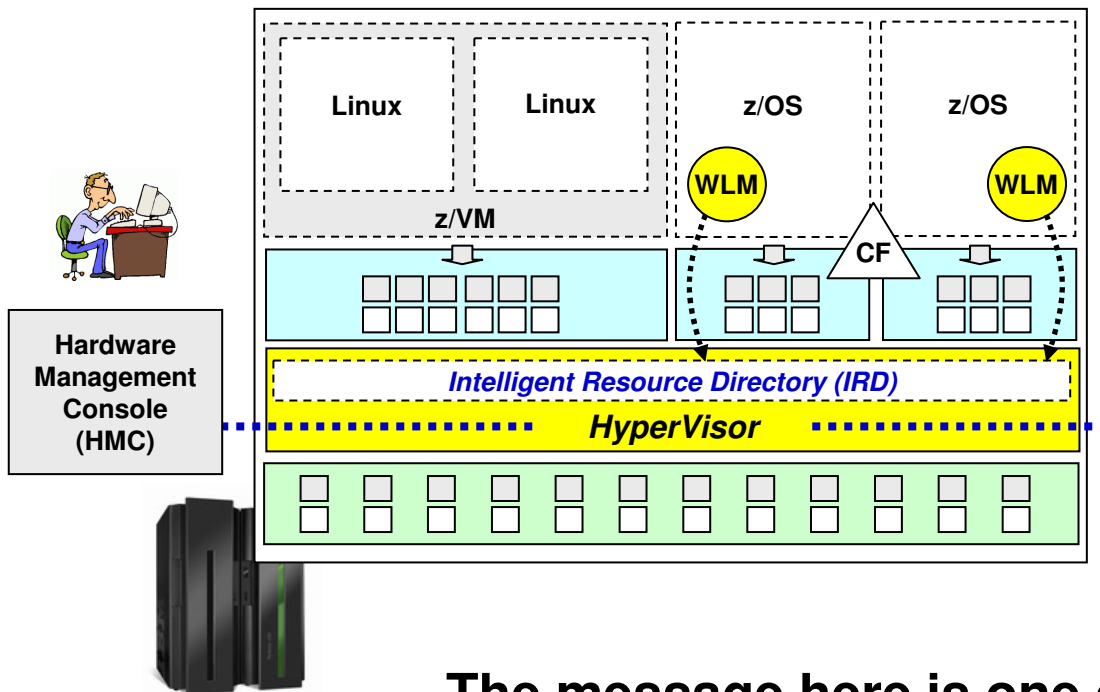 Linux
Linux
z/OS
z/OS
WLM
WLM
z/VM
CF
Hardware
Management
Console
(HMC)
Intelligent Resource Directory (IRD)
HyperVisor
The message here is one